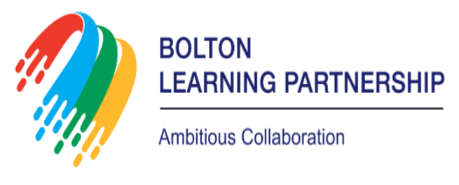 BOLTON
LEARNING PARTNERSHIP
Ambitious Collaboration